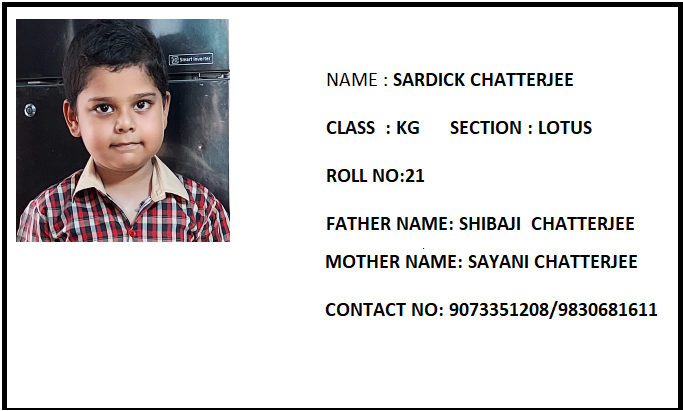 3D Smart Inverter
NAME : SARDICK CHATTERJEE
CLASS : KG SECTION : LOTUS
ROLL NO:21
FATHER NAME: SHIBAJI CHATTERJEE
MOTHER NAME: SAYANI CHATTERJEE
CONTACT NO: 9073351208/9830681611